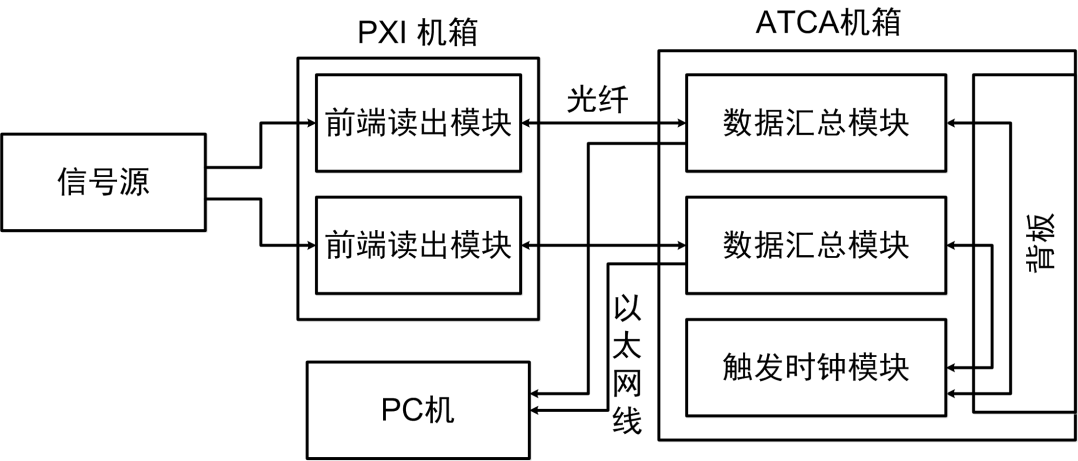 PXI 机箱
ATCA机箱
信号源
前端读出模块
光纤
数据汇总模块
前端读出模块
数据汇总模块
背板
以太网线
触发时钟模块
PC机